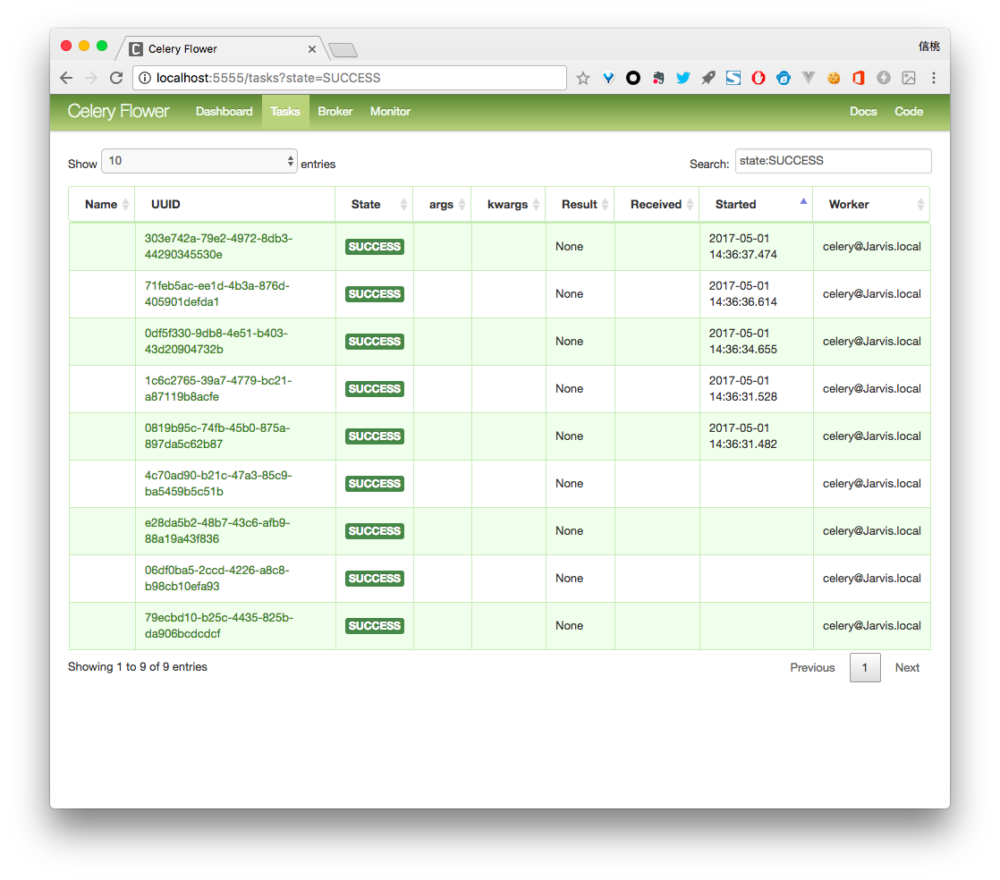 Celery Flower
信桃
localhost:5555/tasks?state=SUCCESS
Celery Flower Dashboard Tasks Broker Monitor Docs Code
Show 10 entries Search: state:SUCCESS
Name UUID State args kwargs Result Received Started Worker
303e742a-79e2-4972-8db3-
44290345530e SUCCESS None 2017-05-01
14:36:37.474 celery@Jarvis.local
71feb5ac-ee1d-4b3a-876d-
405901defda1 SUCCESS None 2017-05-01
14:36:36.614 celery@Jarvis.local
0df5f330-9db8-4e51-b403-
43d20904732b SUCCESS None 2017-05-01
14:36:34.655 celery@Jarvis.local
1c6c2765-39a7-4779-bc21-
a87119b8acfe SUCCESS None 2017-05-01
14:36:31.528 celery@Jarvis.local
0819b95c-74fb-45b0-875a-
897da5c62b87 SUCCESS None 2017-05-01
14:36:31.482 celery@Jarvis.local
4c70ad90-b21c-47a3-85c9-
ba5459b5c51b SUCCESS None celery@Jarvis.local
e28da5b2-48b7-43c6-afb9-
88a19a43f836 SUCCESS None celery@Jarvis.local
06df0ba5-2ccd-4226-a8c8-
b98cb10efa93 SUCCESS None celery@Jarvis.local
79ecbd10-b25c-4435-825b-
da906bcdcdcf SUCCESS None celery@Jarvis.local
Showing 1 to 9 of 9 entries Previous 1 Next